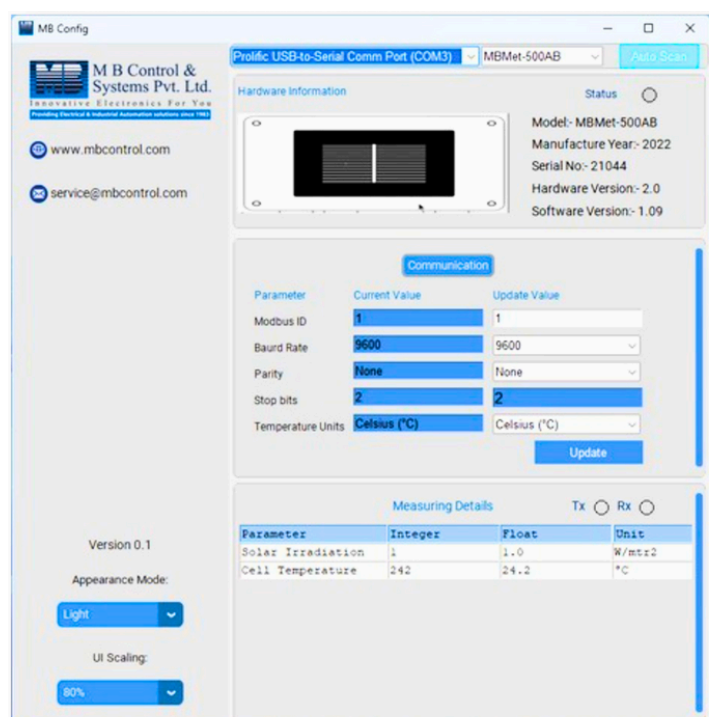 MB Config
MB
M B Control &
Systems Pvt. Ltd.
Innovative Electronics For You
Providing Electrical & Industrial Automation solutions since 1983
www.mbcontrol.com
service@mbcontrol.com
Version 0.1
Appearance Mode:
Light
UI Scaling:
80%
Prolific USB-to-Serial Comm Port (COM3) MBMet-500AB Auto Scan
Hardware Information Status
Model:- MBMet-500AB
Manufacture Year:- 2022
Serial No:- 21044
Hardware Version:- 2.0
Software Version:- 1.09
Communication
Parameter Current Value Update Value
Modbus ID 1 1
Baurd Rate 9600 9600
Parity None None
Stop bits 2 2
Temperature Units Celsius (°C) Celsius (°C)
Update
Measuring Details Tx Rx
Parameter Integer Float Unit
Solar Irradiation 1 1.0 W/mtr2
Cell Temperature 242 24.2 °C